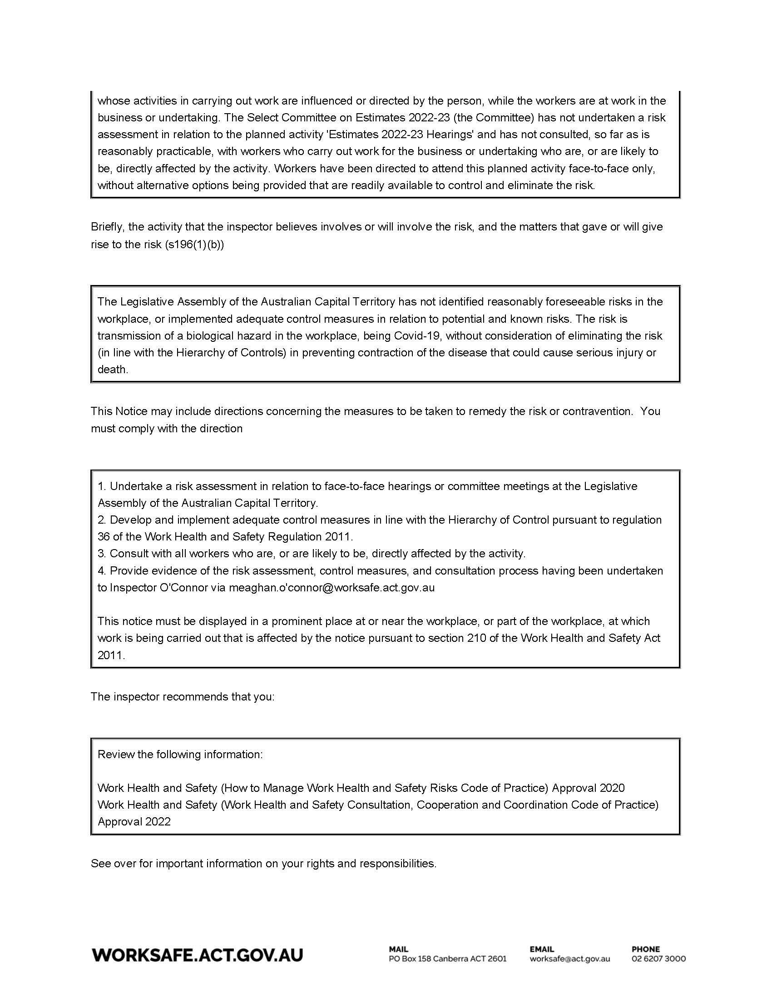 whose activities in carrying out work are influenced or directed by the person, while the workers are at work in the
business or undertaking. The Select Committee on Estimates 2022-23 (the Committee) has not undertaken a risk
assessment in relation to the planned activity 'Estimates 2022-23 Hearings' and has not consulted, so far as is
reasonably practicable, with workers who carry out work for the business or undertaking who are, or are likely to
be, directly affected by the activity. Workers have been directed to attend this planned activity face-to-face only,
without alternative options being provided that are readily available to control and eliminate the risk.
Briefly, the activity that the inspector believes involves or will involve the risk, and the matters that gave or will give
rise to the risk (s196(1)(b))
The Legislative Assembly of the Australian Capital Territory has not identified reasonably foreseeable risks in the
workplace, or implemented adequate control measures in relation to potential and known risks. The risk is
transmission of a biological hazard in the workplace, being Covid-19, without consideration of eliminating the risk
(in line with the Hierarchy of Controls) in preventing contraction of the disease that could cause serious injury or
death.
This Notice may include directions concerning the measures to be taken to remedy the risk or contravention.  You
must comply with the direction
1. Undertake a risk assessment in relation to face-to-face hearings or committee meetings at the Legislative
Assembly of the Australian Capital Territory.
2. Develop and implement adequate control measures in line with the Hierarchy of Control pursuant to regulation
36 of the Work Health and Safety Regulation 2011.
3. Consult with all workers who are, or are likely to be, directly affected by the activity.
4. Provide evidence of the risk assessment, control measures, and consultation process having been undertaken
to Inspector O'Connor via meaghan.o'connor@worksafe.act.gov.au
This notice must be displayed in a prominent place at or near the workplace, or part of the workplace, at which
work is being carried out that is affected by the notice pursuant to section 210 of the Work Health and Safety Act
2011.
The inspector recommends that you:
Review the following information:
Work Health and Safety (How to Manage Work Health and Safety Risks Code of Practice) Approval 2020
Work Health and Safety (Work Health and Safety Consultation, Cooperation and Coordination Code of Practice)
Approval 2022
See over for important information on your rights and responsibilities.
WORKSAFE.ACT.GOV.AU
MAIL
PO Box 158 Canberra ACT 2601
EMAIL
worksafe@act.gov.au
PHONE
02 6207 3000